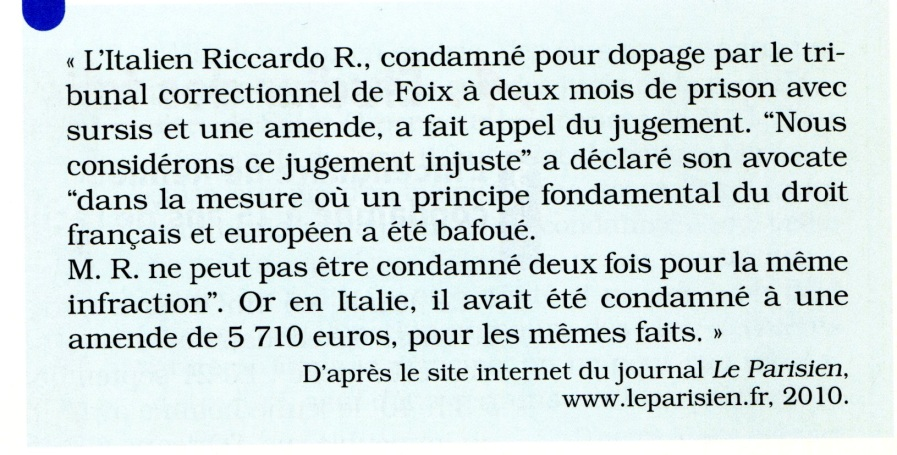 « L'Italien Riccardo R., condamné pour dopage par le tri-
bunal correctionnel de Foix à deux mois de prison avec
sursis et une amende, a fait appel du jugement. “Nous
considérons ce jugement injuste” a déclaré son avocate
“dans la mesure où un principe fondamental du droit
français et européen a été bafoué.
M. R. ne peut pas être condamné deux fois pour la même
infraction”. Or en Italie, il avait été condamné à une
amende de 5 710 euros, pour les mêmes faits. »
D'après le site internet du journal Le Parisien,
www.leparisien.fr, 2010.